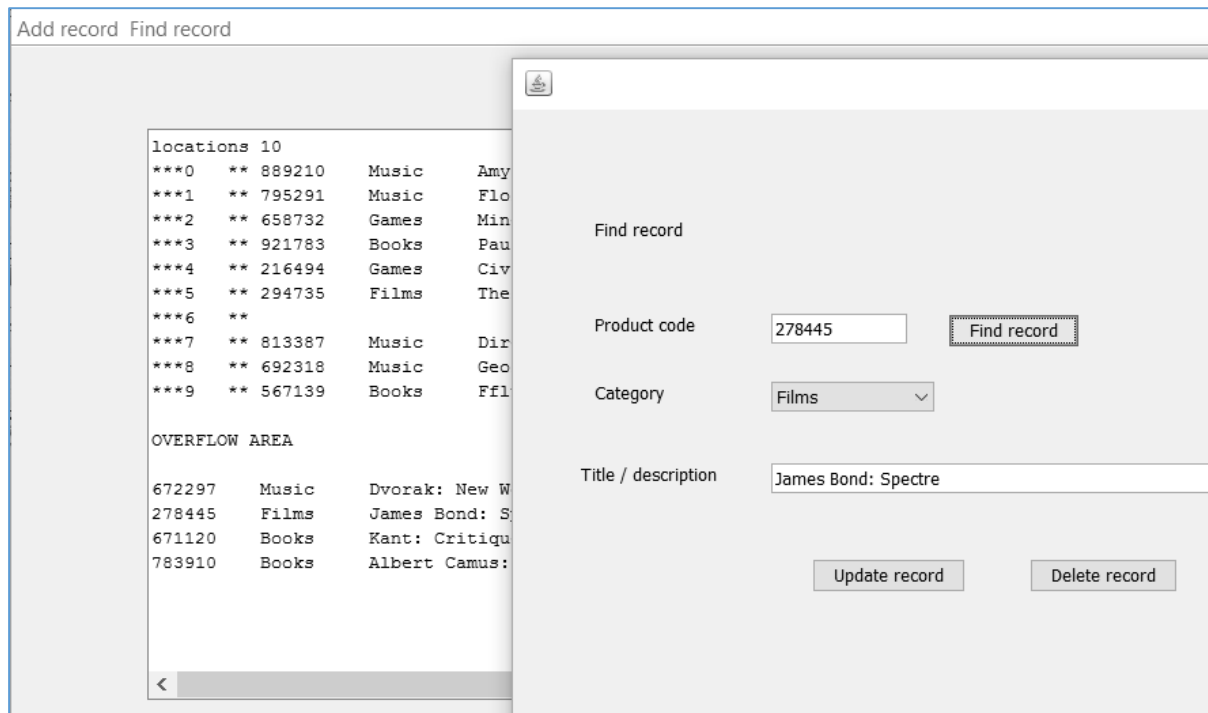 Add record Find record
locations 10
***0 ** 889210 Music Amy
***1 ** 795291 Music Flo
***2 ** 658732 Games Min
***3 ** 921783 Books Pau
***4 ** 216494 Games Civ
***5 ** 294735 Films The
***6 **
***7 ** 813387 Music Dir
***8 ** 692318 Music Geo
***9 ** 567139 Books Ffl
OVERFLOW AREA
672297 Music Dvorak: New
278445 Films James Bond:
671120 Books Kant: Critiqu
783910 Books Albert Camus:
Find record
Product code 278445 Find record
Category Films
Title / description James Bond: Spectre
Update record Delete record